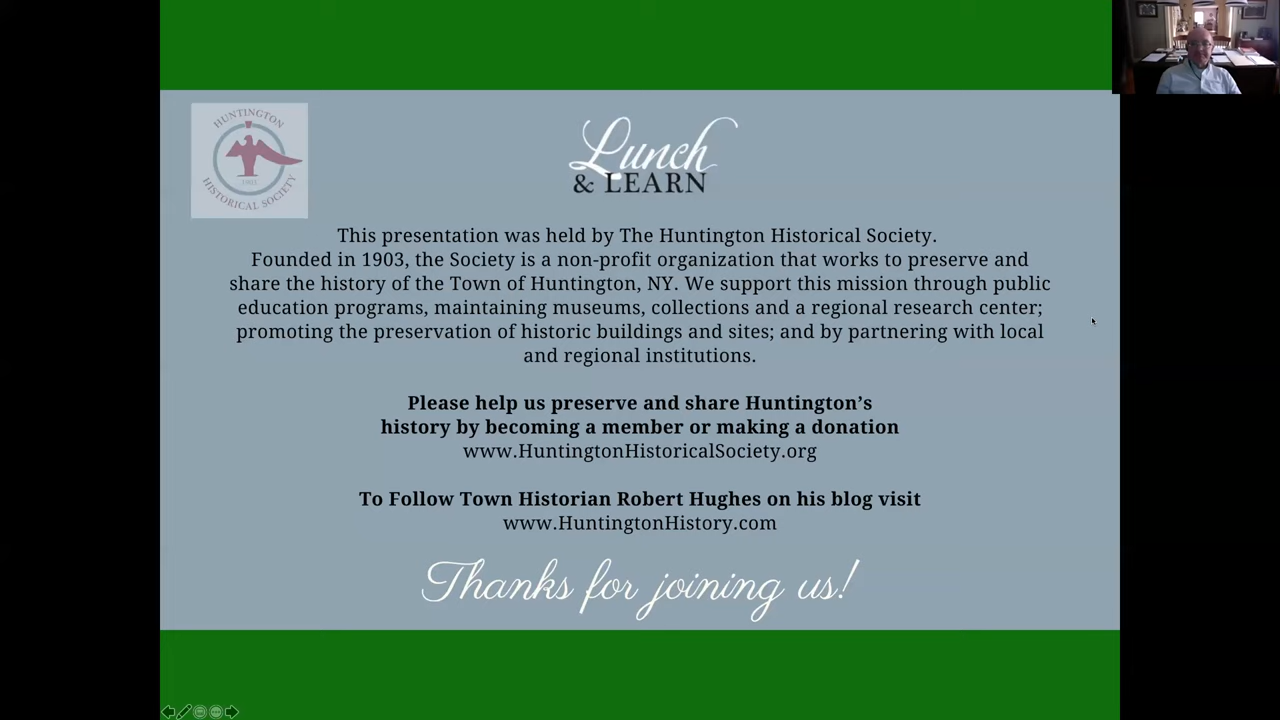 HUNTINGTON
1903
HISTORICAL SOCIETY
Lunch
& LEARN
This presentation was held by The Huntington Historical Society.
Founded in 1903, the Society is a non-profit organization that works to preserve and
share the history of the Town of Huntington, NY. We support this mission through public
education programs, maintaining museums, collections and a regional research center;
promoting the preservation of historic buildings and sites; and by partnering with local
and regional institutions.
Please help us preserve and share Huntington’s
history by becoming a member or making a donation
www.HuntingtonHistoricalSociety.org
To Follow Town Historian Robert Hughes on his blog visit
www.HuntingtonHistory.com
Thanks for joining us!